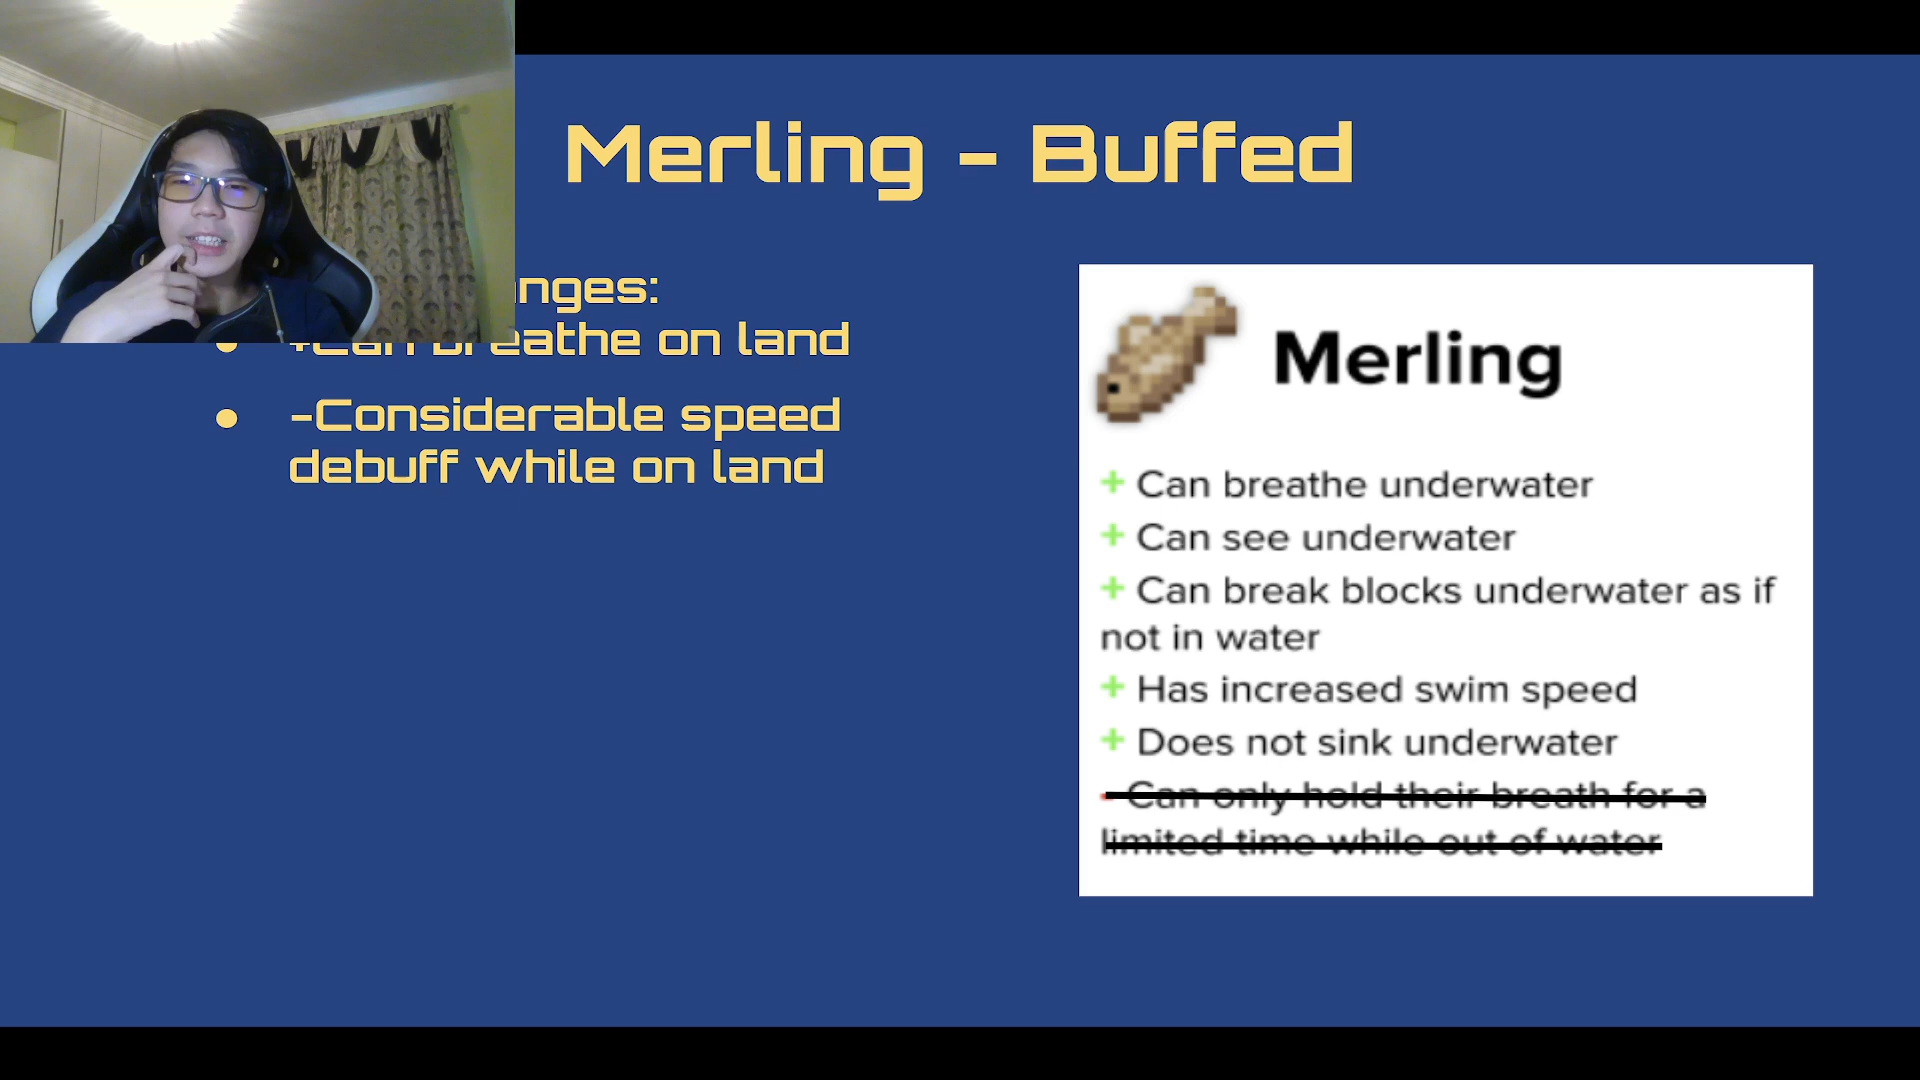 Merling - Buffed
nges:
+Can breathe on land
-Considerable speed
debuff while on land
Merling
+ Can breathe underwater
+ Can see underwater
+ Can break blocks underwater as if
not in water
+ Has increased swim speed
+ Does not sink underwater
- Can only hold their breath for a
limited time while out of water